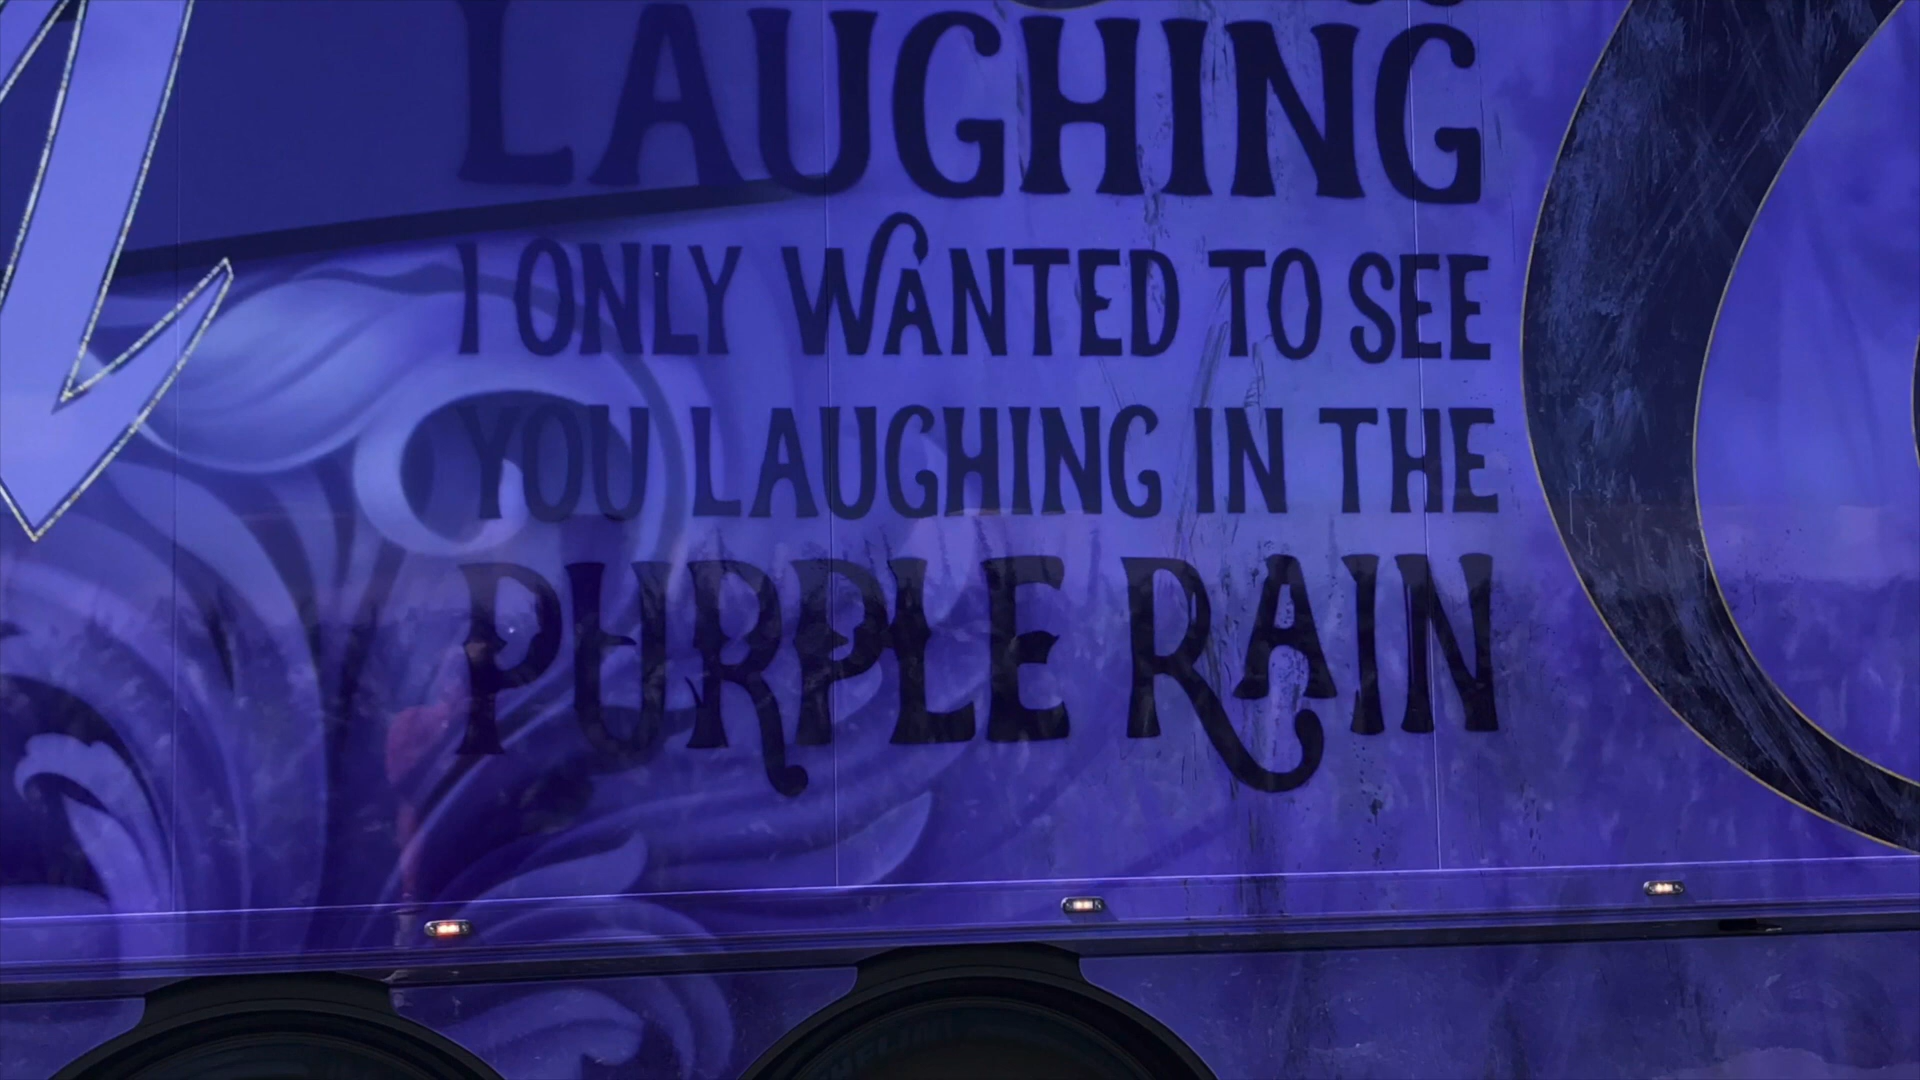 LAUGHING
I ONLY WANTED TO SEE
YOU LAUGHING IN THE
PURPLE RAIN